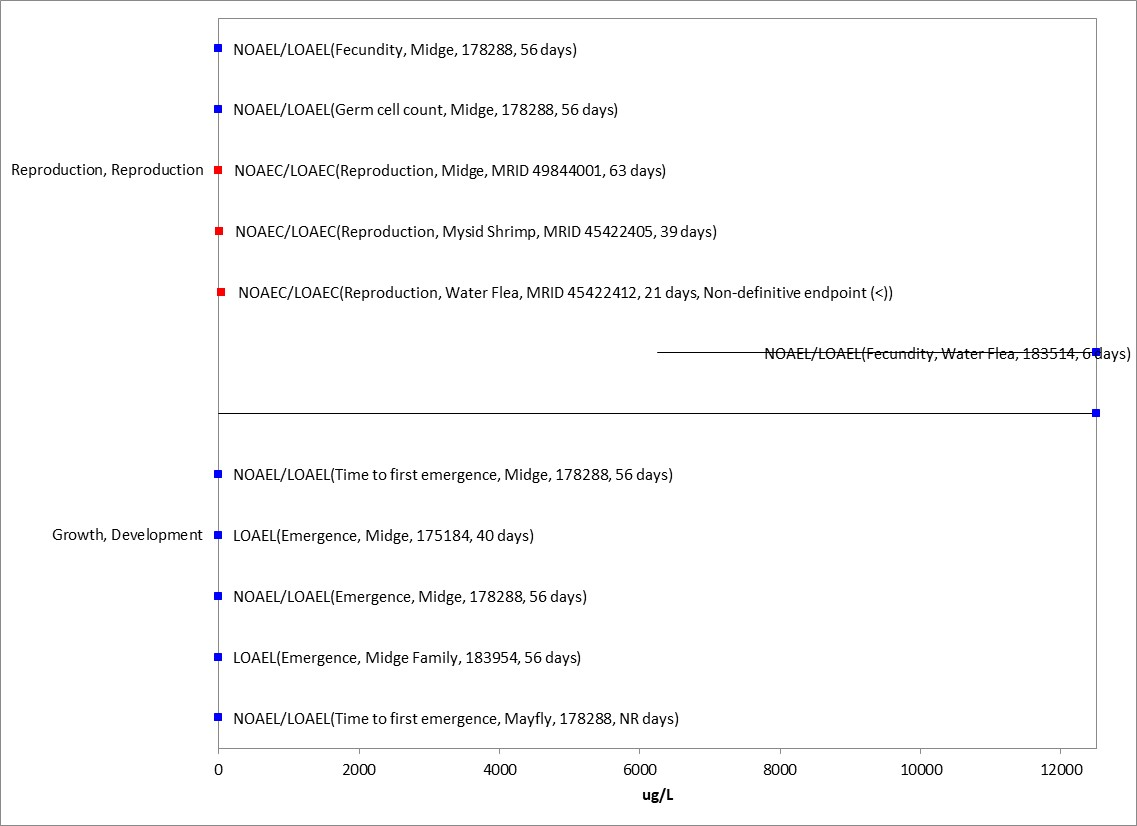 NOAEL/LOAEL(Fecundity, Midge, 178288, 56 days)
NOAEL/LOAEL(Germ cell count, Midge, 178288, 56 days)
Reproduction, Reproduction
NOAEC/LOAEC(Reproduction, Midge, MRID 49844001, 63 days)
NOAEC/LOAEC(Reproduction, Mysid Shrimp, MRID 45422405, 39 days)
NOAEC/LOAEC(Reproduction, Water Flea, MRID 45422412, 21 days, Non-definitive endpoint (<))
NOAEL/LOAEL(Fecundity, Water Flea, 183514, 6 days)
NOAEL/LOAEL(Time to first emergence, Midge, 178288, 56 days)
Growth, Development
LOAEL(Emergence, Midge, 175184, 40 days)
NOAEL/LOAEL(Emergence, Midge, 178288, 56 days)
LOAEL(Emergence, Midge Family, 183954, 56 days)
NOAEL/LOAEL(Time to first emergence, Mayfly, 178288, NR days)
0 2000 4000 6000 8000 10000 12000
ug/L